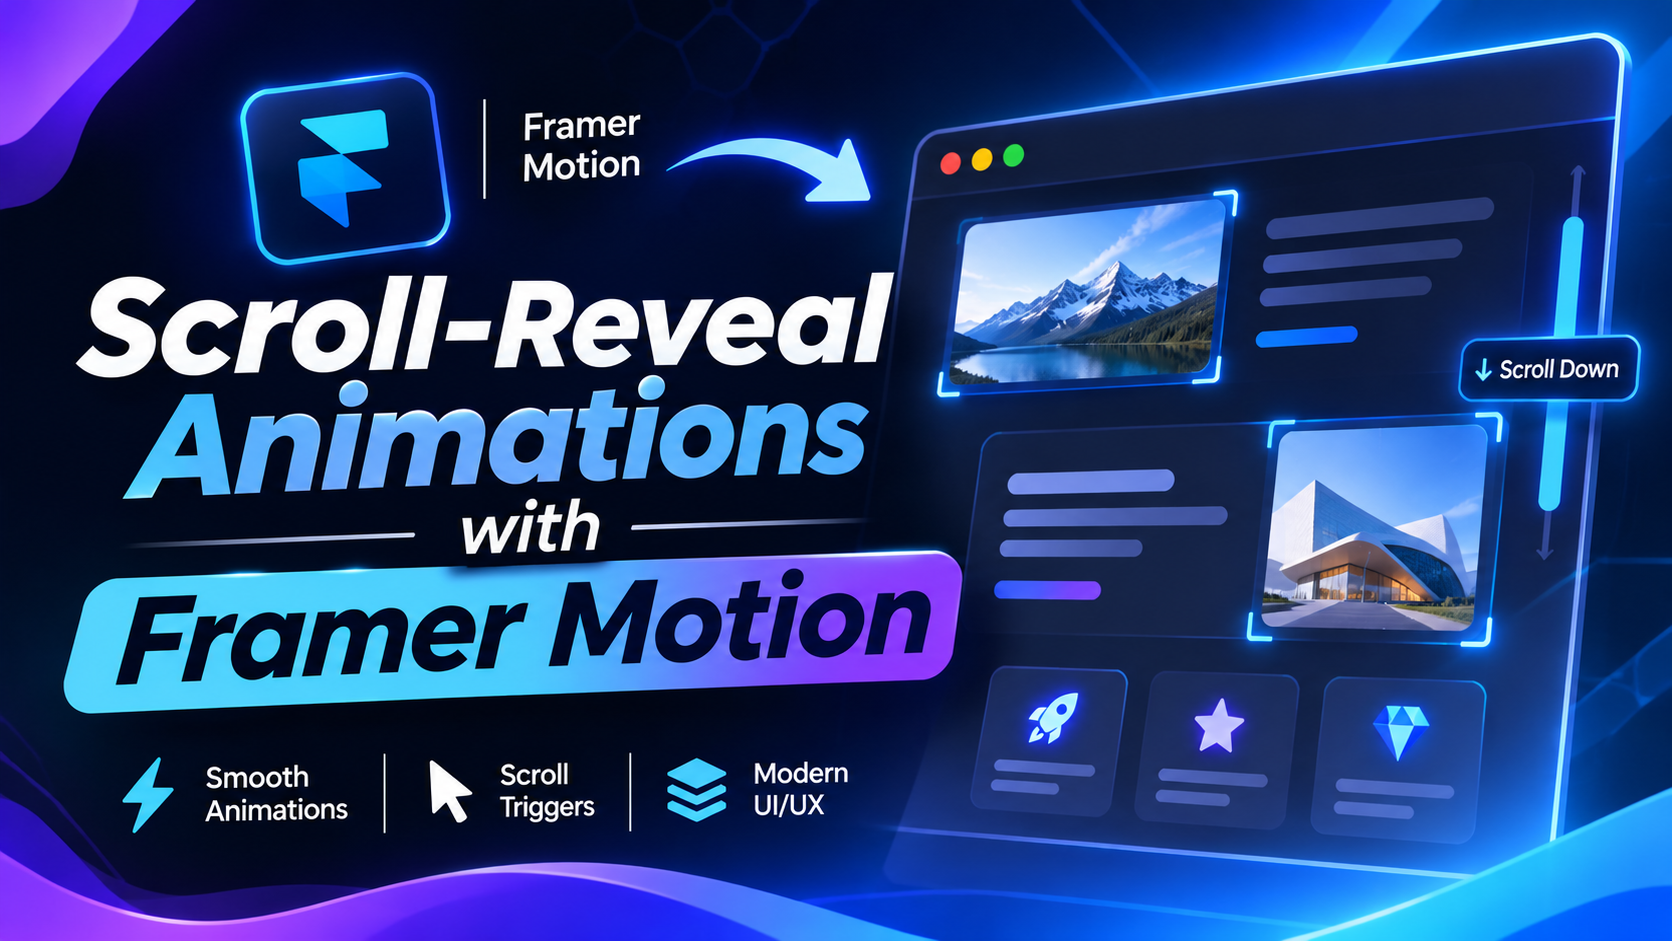 Framer
Motion
Scroll-Reveal
Animations
with
Framer Motion
Smooth
Animations
Scroll
Triggers
Modern
UI/UX
↓ Scroll Down